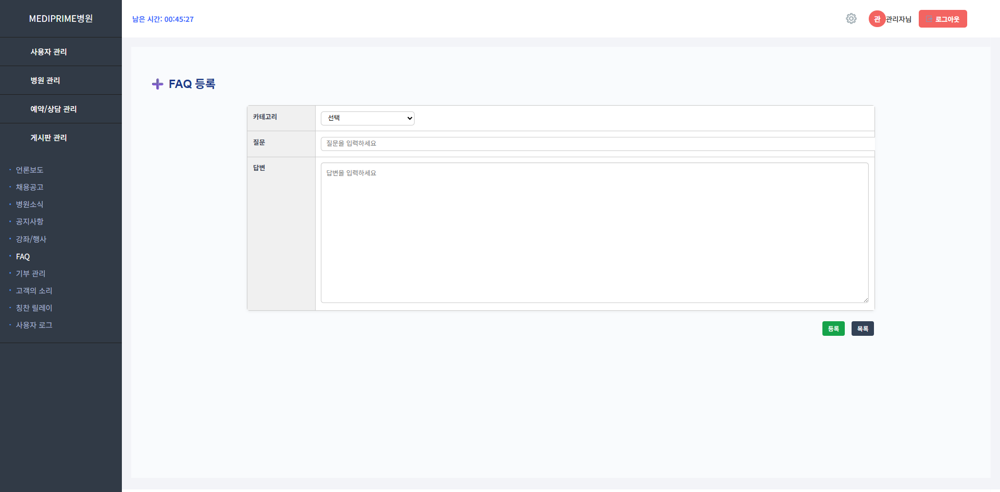 MEDIPRIME병원
사용자 관리
병원 관리
예약/상담 관리
게시판 관리
언론보도
채용공고
병원소식
공지사항
강좌/행사
FAQ
기부 관리
고객의 소리
칭찬 릴레이
사용자 로그
남은 시간: 00:45:27
관 관리자님
로그아웃
FAQ 등록
카테고리
선택
질문
질문을 입력하세요
답변
답변을 입력하세요
등록
목록